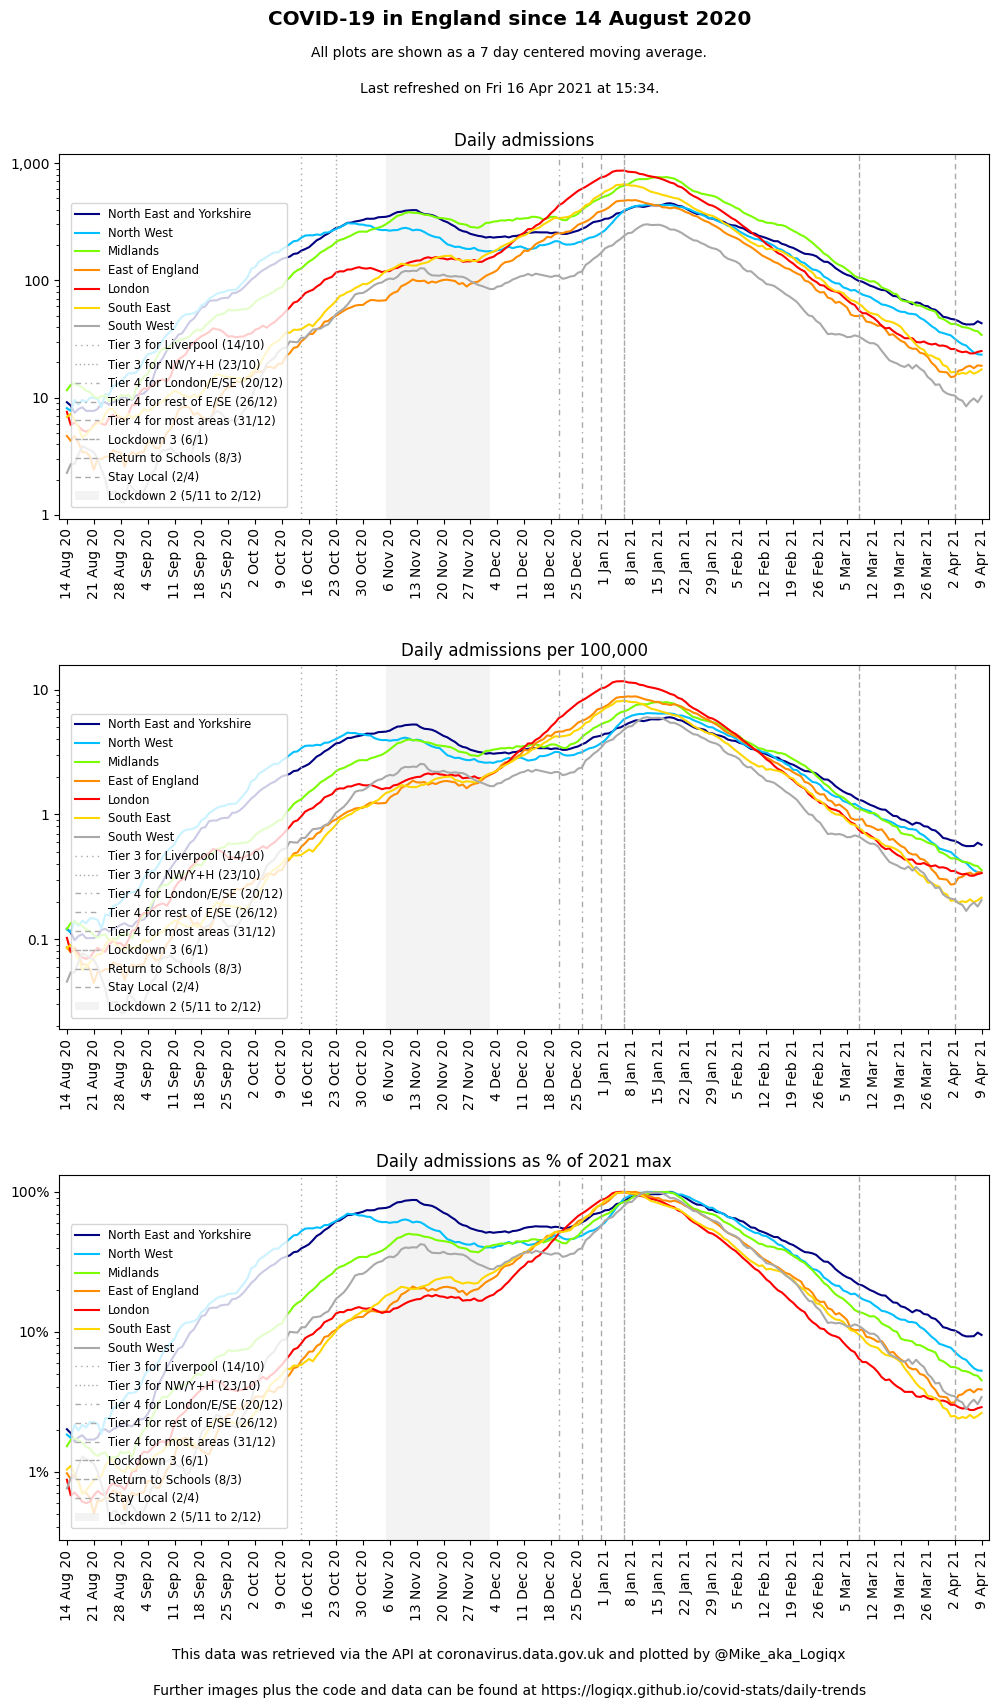 COVID-19 in England since 14 August 2020
All plots are shown as a 7 day centered moving average.
Last refreshed on Fri 16 Apr 2021 at 15:34.
Daily admissions
1,000
100
10
1
North East and Yorkshire
North West
Midlands
East of England
London
South East
South West
Tier 3 for Liverpool (14/10)
Tier 3 for NW/Y+H (23/10)
Tier 4 for London/E/SE (20/12)
Tier 4 for rest of E/SE (26/12)
Tier 4 for most areas (31/12)
Lockdown 3 (6/1)
Return to Schools (8/3)
Stay Local (2/4)
Lockdown 2 (5/11 to 2/12)
14 Aug 20
21 Aug 20
28 Aug 20
4 Sep 20
11 Sep 20
18 Sep 20
25 Sep 20
2 Oct 20
9 Oct 20
16 Oct 20
23 Oct 20
30 Oct 20
6 Nov 20
13 Nov 20
20 Nov 20
27 Nov 20
4 Dec 20
11 Dec 20
18 Dec 20
25 Dec 20
1 Jan 21
8 Jan 21
15 Jan 21
22 Jan 21
29 Jan 21
5 Feb 21
12 Feb 21
19 Feb 21
26 Feb 21
5 Mar 21
12 Mar 21
19 Mar 21
26 Mar 21
2 Apr 21
9 Apr 21
Daily admissions per 100,000
10
1
0.1
North East and Yorkshire
North West
Midlands
East of England
London
South East
South West
Tier 3 for Liverpool (14/10)
Tier 3 for NW/Y+H (23/10)
Tier 4 for London/E/SE (20/12)
Tier 4 for rest of E/SE (26/12)
Tier 4 for most areas (31/12)
Lockdown 3 (6/1)
Return to Schools (8/3)
Stay Local (2/4)
Lockdown 2 (5/11 to 2/12)
14 Aug 20
21 Aug 20
28 Aug 20
4 Sep 20
11 Sep 20
18 Sep 20
25 Sep 20
2 Oct 20
9 Oct 20
16 Oct 20
23 Oct 20
30 Oct 20
6 Nov 20
13 Nov 20
20 Nov 20
27 Nov 20
4 Dec 20
11 Dec 20
18 Dec 20
25 Dec 20
1 Jan 21
8 Jan 21
15 Jan 21
22 Jan 21
29 Jan 21
5 Feb 21
12 Feb 21
19 Feb 21
26 Feb 21
5 Mar 21
12 Mar 21
19 Mar 21
26 Mar 21
2 Apr 21
9 Apr 21
Daily admissions as % of 2021 max
100%
10%
1%
North East and Yorkshire
North West
Midlands
East of England
London
South East
South West
Tier 3 for Liverpool (14/10)
Tier 3 for NW/Y+H (23/10)
Tier 4 for London/E/SE (20/12)
Tier 4 for rest of E/SE (26/12)
Tier 4 for most areas (31/12)
Lockdown 3 (6/1)
Return to Schools (8/3)
Stay Local (2/4)
Lockdown 2 (5/11 to 2/12)
14 Aug 20
21 Aug 20
28 Aug 20
4 Sep 20
11 Sep 20
18 Sep 20
25 Sep 20
2 Oct 20
9 Oct 20
16 Oct 20
23 Oct 20
30 Oct 20
6 Nov 20
13 Nov 20
20 Nov 20
27 Nov 20
4 Dec 20
11 Dec 20
18 Dec 20
25 Dec 20
1 Jan 21
8 Jan 21
15 Jan 21
22 Jan 21
29 Jan 21
5 Feb 21
12 Feb 21
19 Feb 21
26 Feb 21
5 Mar 21
12 Mar 21
19 Mar 21
26 Mar 21
2 Apr 21
9 Apr 21
This data was retrieved via the API at coronavirus.data.gov.uk and plotted by @Mike_aka_Logiqx
Further images plus the code and data can be found at https://logiqx.github.io/covid-stats/daily-trends